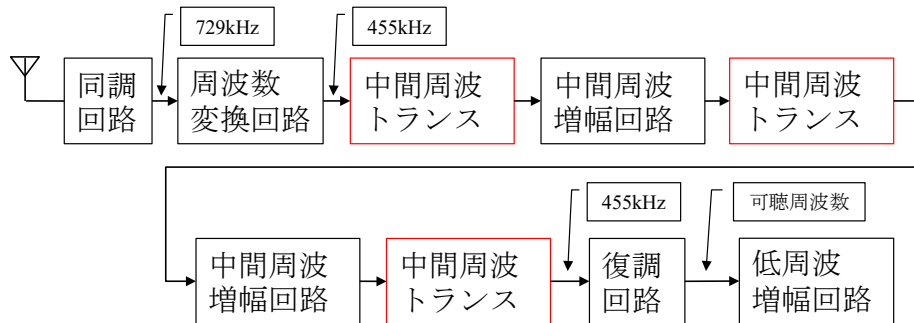 729kHz
455kHz
同調
回路
周波数
変換回路
中間周波
トランス
中間周波
増幅回路
中間周波
トランス
455kHz
可聴周波数
中間周波
増幅回路
中間周波
トランス
復調
回路
低周波
増幅回路